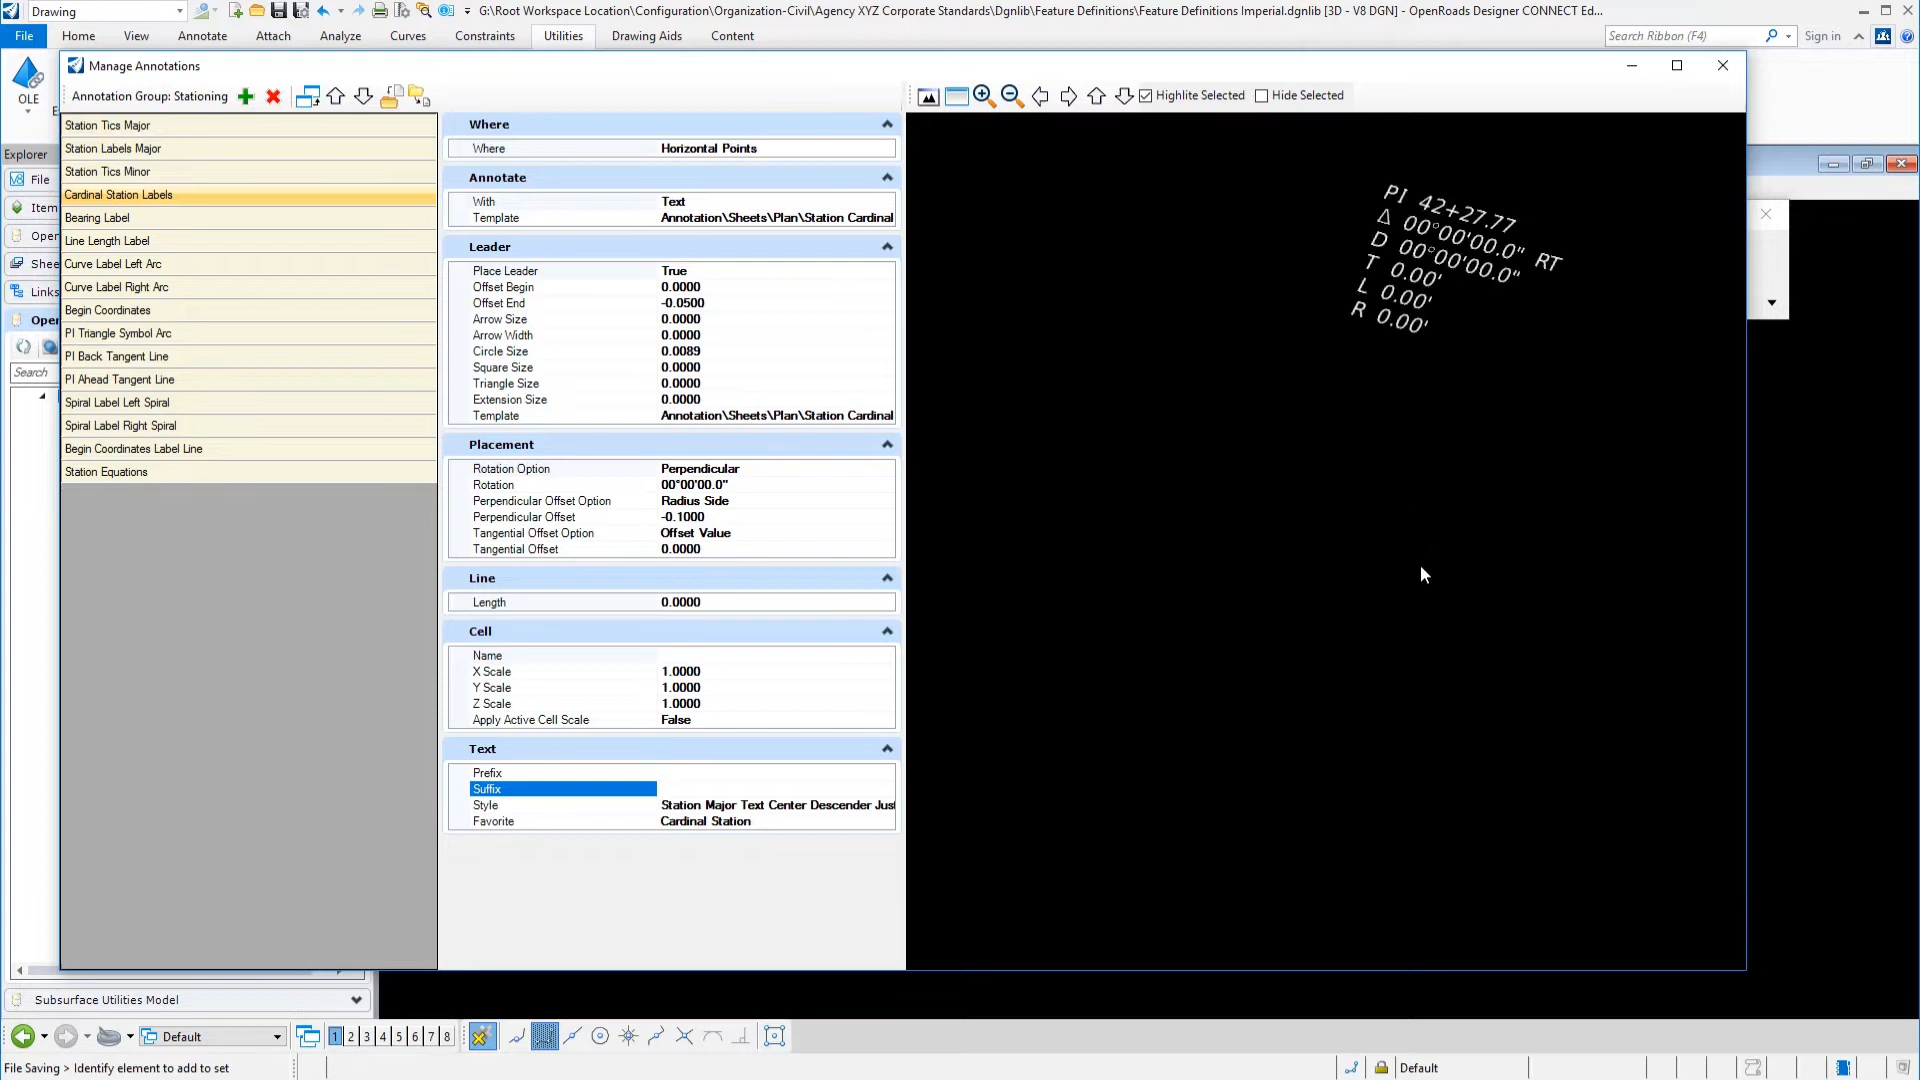 Drawing
G:\Root Workspace Location\Configuration\Organization-Civil\Agency XYZ Corporate Standards\Dgnlib\Feature Definitions\Feature Definitions Imperial.dgnlib [3D - V8 DGN] - OpenRoads Designer CONNECT Ed...
File Home View Annotate Attach Analyze Curves Constraints Utilities Drawing Aids Content
Search Ribbon (F4) Sign in
Manage Annotations
OLE
Annotation Group: Stationing
Highlite Selected Hide Selected
Explorer
File
Item
Oper
Shee
Links
Oper
Search
Station Tics Major
Station Labels Major
Station Tics Minor
Cardinal Station Labels
Bearing Label
Line Length Label
Curve Label Left Arc
Curve Label Right Arc
Begin Coordinates
PI Triangle Symbol Arc
PI Back Tangent Line
PI Ahead Tangent Line
Spiral Label Left Spiral
Spiral Label Right Spiral
Begin Coordinates Label Line
Station Equations
Where
Where Horizontal Points
Annotate
With Text
Template Annotation\Sheets\Plan\Station Cardinal
Leader
Place Leader True
Offset Begin 0.0000
Offset End -0.0500
Arrow Size 0.0000
Arrow Width 0.0000
Circle Size 0.0089
Square Size 0.0000
Triangle Size 0.0000
Extension Size 0.0000
Template Annotation\Sheets\Plan\Station Cardinal
Placement
Rotation Option Perpendicular
Rotation 00°00'00.0"
Perpendicular Offset Option Radius Side
Perpendicular Offset -0.1000
Tangential Offset Option Offset Value
Tangential Offset 0.0000
Line
Length 0.0000
Cell
Name
X Scale 1.0000
Y Scale 1.0000
Z Scale 1.0000
Apply Active Cell Scale False
Text
Prefix
Suffix
Style Station Major Text Center Descender Just
Favorite Cardinal Station
PI 42+27.77
Δ 00°00'00.0" RT
D 00°00'00.0"
T 0.00'
L 0.00'
R 0.00'
Subsurface Utilities Model
Default
1 2 3 4 5 6 7 8
File Saving > Identify element to add to set
Default